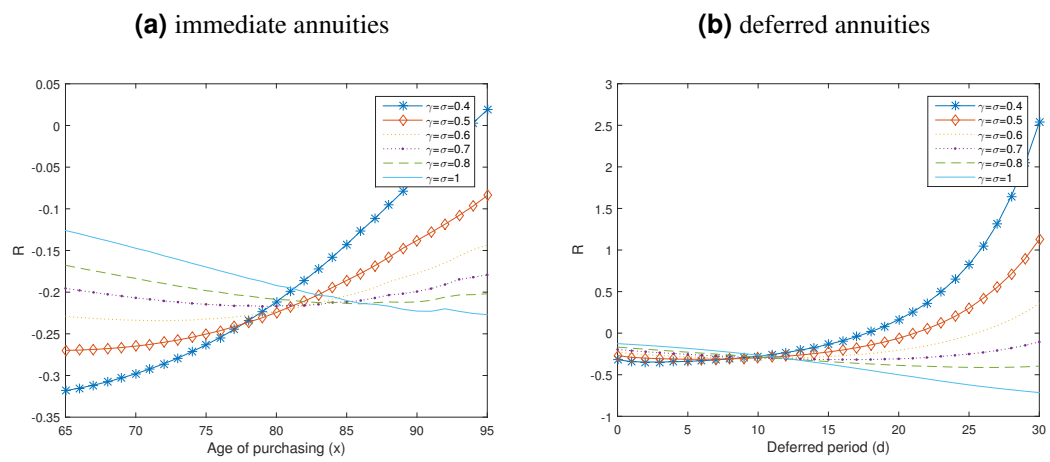 (a) immediate annuities
0.05
0
-0.05
-0.1
-0.15
-0.2
-0.25
-0.3
-0.35
R
65 70 75 80 85 90 95
Age of purchasing (x)
γ=σ=0.4
γ=σ=0.5
γ=σ=0.6
γ=σ=0.7
γ=σ=0.8
γ=σ=1
(b) deferred annuities
3
2.5
2
1.5
1
0.5
0
-0.5
-1
R
0 5 10 15 20 25 30
Deferred period (d)
γ=σ=0.4
γ=σ=0.5
γ=σ=0.6
γ=σ=0.7
γ=σ=0.8
γ=σ=1